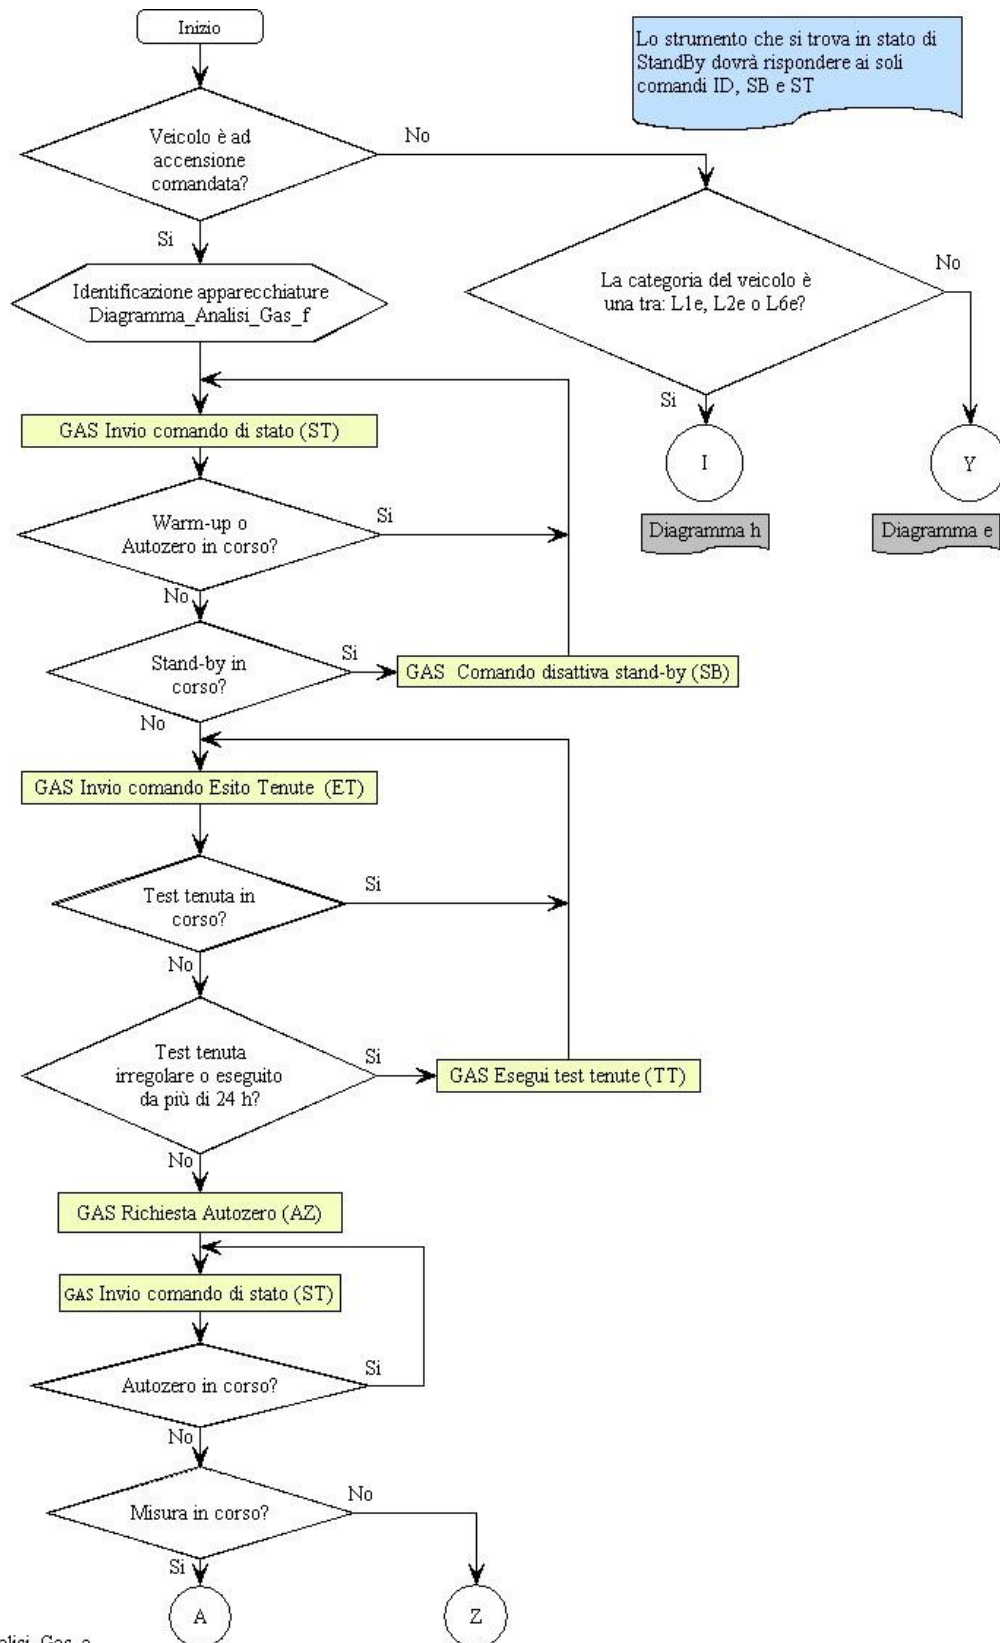 Inizio
Lo strumento che si trova in stato di
StandBy dovrà rispondere ai soli
comandi ID, SB e ST
Veicolo è ad
accensione
comandata?
No
Si
La categoria del veicolo è
una tra: L1e, L2e o L6e?
No
Si
I
Y
Diagramma h
Diagramma e
Identificazione apparecchiature
Diagramma_Analisi_Gas_f
GAS Invio comando di stato (ST)
Warm-up o
Autozero in corso?
Si
No
Stand-by in
corso?
Si
GAS Comando disattiva stand-by (SB)
No
GAS Invio comando Esito Tenute (ET)
Test tenuta in
corso?
Si
No
Test tenuta
irregolare o eseguito
da più di 24 h?
Si
GAS Esegui test tenute (TT)
No
GAS Richiesta Autozero (AZ)
GAS Invio comando di stato (ST)
Autozero in corso?
Si
No
Misura in corso?
No
Si
A
Z